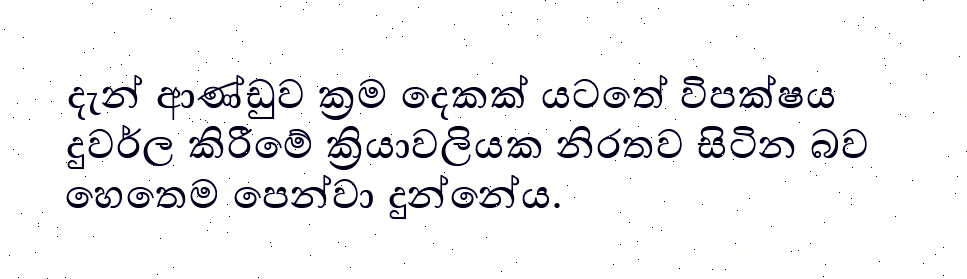 දැන් ආණ්ඩුව ක්‍රම දෙකක් යටතේ විපක්ෂය
දුවර්ල කිරීමේ ක්‍රියාවලියක නිරතව සිටින බව
හෙතෙම පෙන්වා දුන්නේය.